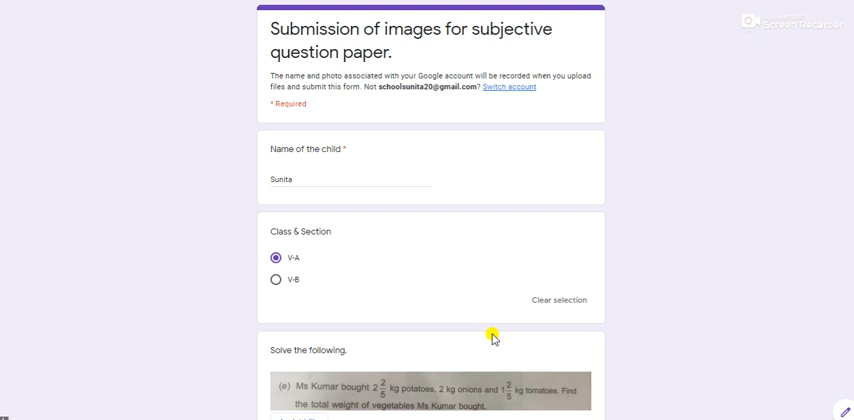 Submission of images for subjective
question paper.
The name and photo associated with your Google account will be recorded when you upload
files and submit this form. Not schoolsunita20@gmail.com? Switch account
* Required
Name of the child *
Sunita
Class & Section
V-A
V-B
Clear selection
Solve the following.
(e) Ms Kumar bought 2 2/5 kg potatoes, 2 kg onions and 1 2/5 kg tomatoes. Find
the total weight of vegetables Ms Kumar bought.
Screen Recorder